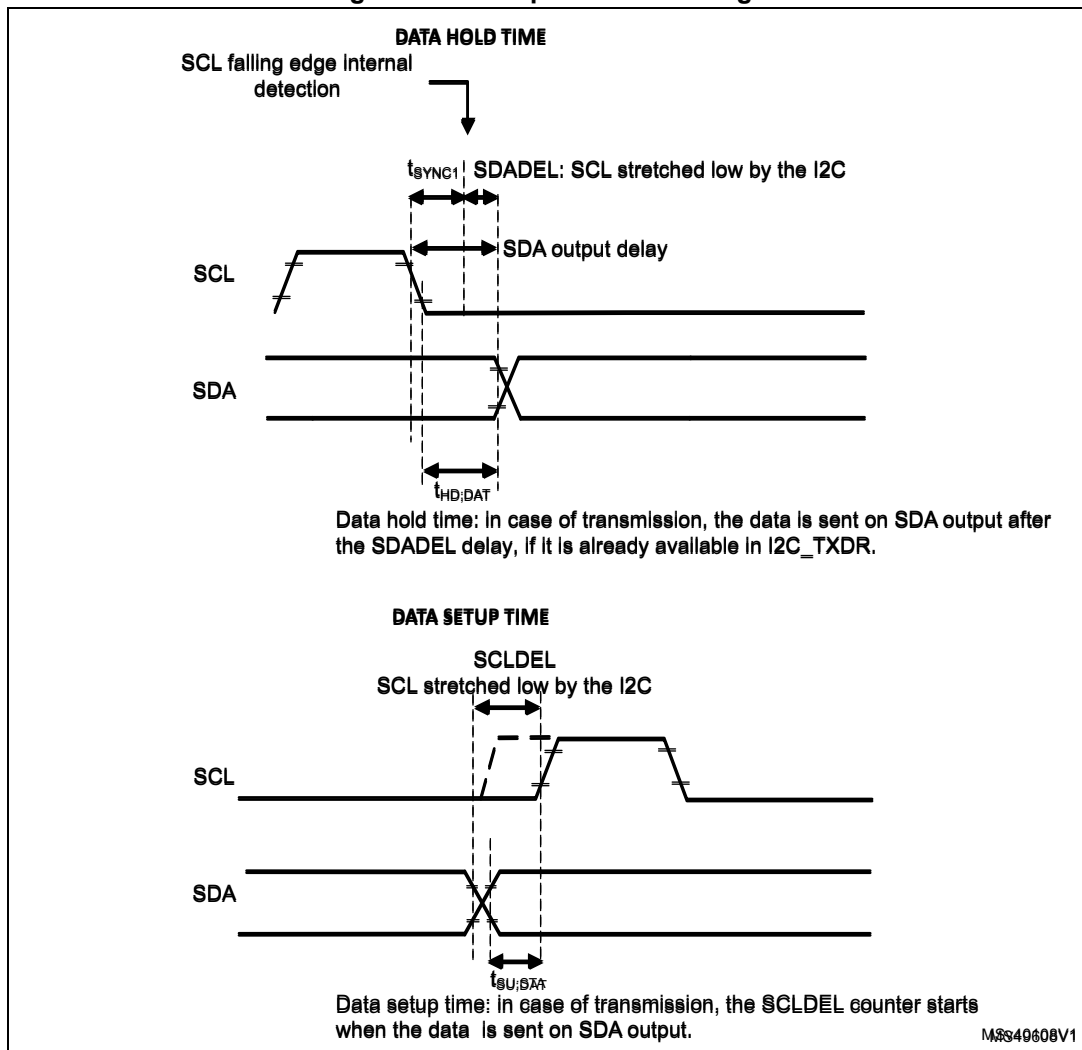 DATA HOLD TIME
SCL falling edge internal
detection
tSYNC1
SDADEL: SCL stretched low by the I2C
SDA output delay
SCL
SDA
tHD;DAT
Data hold time: in case of transmission, the data is sent on SDA output after
the SDADEL delay, if it is already available in I2C_TXDR.
DATA SETUP TIME
SCLDEL
SCL stretched low by the I2C
SCL
SDA
tSU;DAT
Data setup time: in case of transmission, the SCLDEL counter starts
when the data is sent on SDA output.